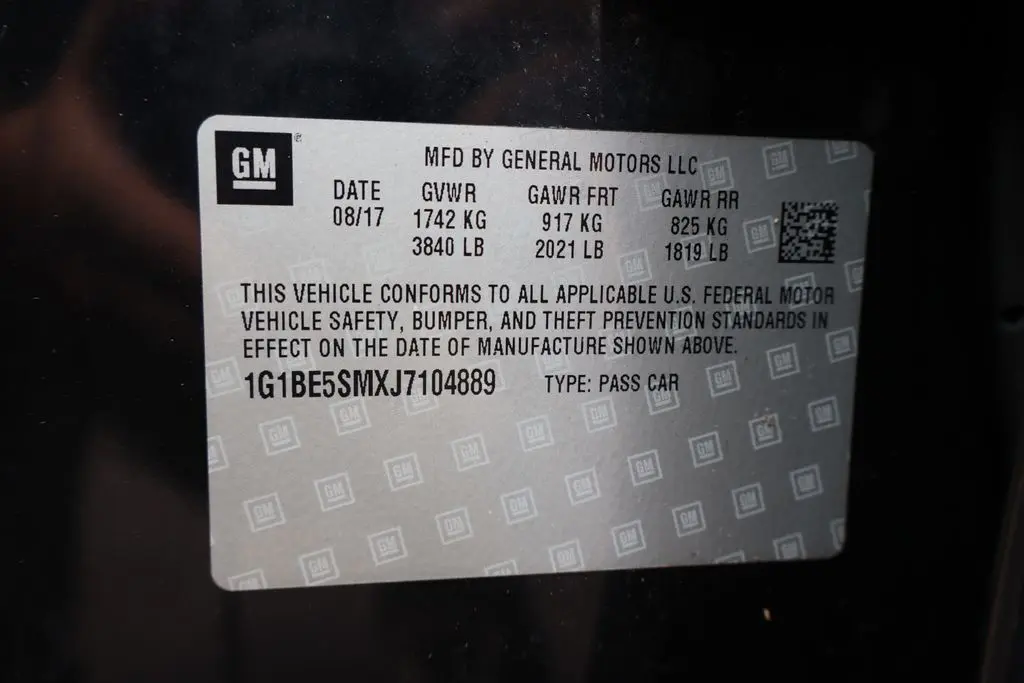 GM
MFD BY GENERAL MOTORS LLC
DATE GVWR GAWR FRT GAWR RR
08/17 1742 KG 917 KG 825 KG
3840 LB 2021 LB 1819 LB
THIS VEHICLE CONFORMS TO ALL APPLICABLE U.S. FEDERAL MOTOR
VEHICLE SAFETY, BUMPER, AND THEFT PREVENTION STANDARDS IN
EFFECT ON THE DATE OF MANUFACTURE SHOWN ABOVE.
1G1BE5SMXJ7104889 TYPE: PASS CAR